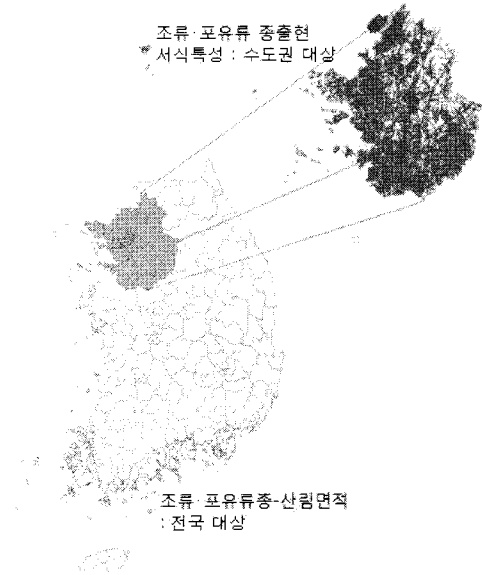 조류·포유류 종출현
서식특성 : 수도권 대상
조류·포유류종-산림면적
: 전국 대상